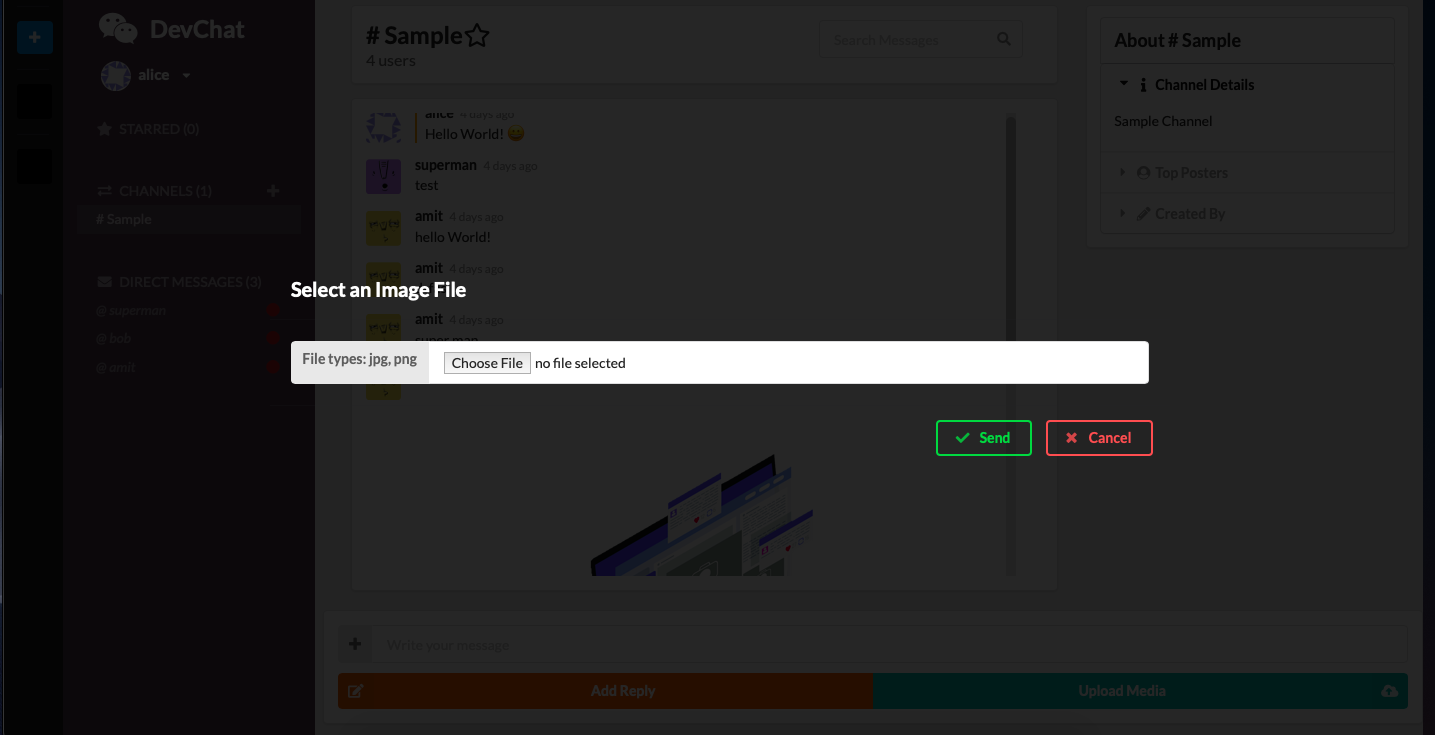 DevChat
alice
STARRED (0)
CHANNELS (1)
# Sample
DIRECT MESSAGES (3)
@ superman
@ bob
@ amit
# Sample
4 users
Search Messages
alice 4 days ago
Hello World! 😀
superman 4 days ago
test
amit 4 days ago
hello World!
amit 4 days ago
amit 4 days ago
Select an Image File
File types: jpg, png
Choose File no file selected
Send
Cancel
Write your message
Add Reply
Upload Media
About # Sample
Channel Details
Sample Channel
Top Posters
Created By